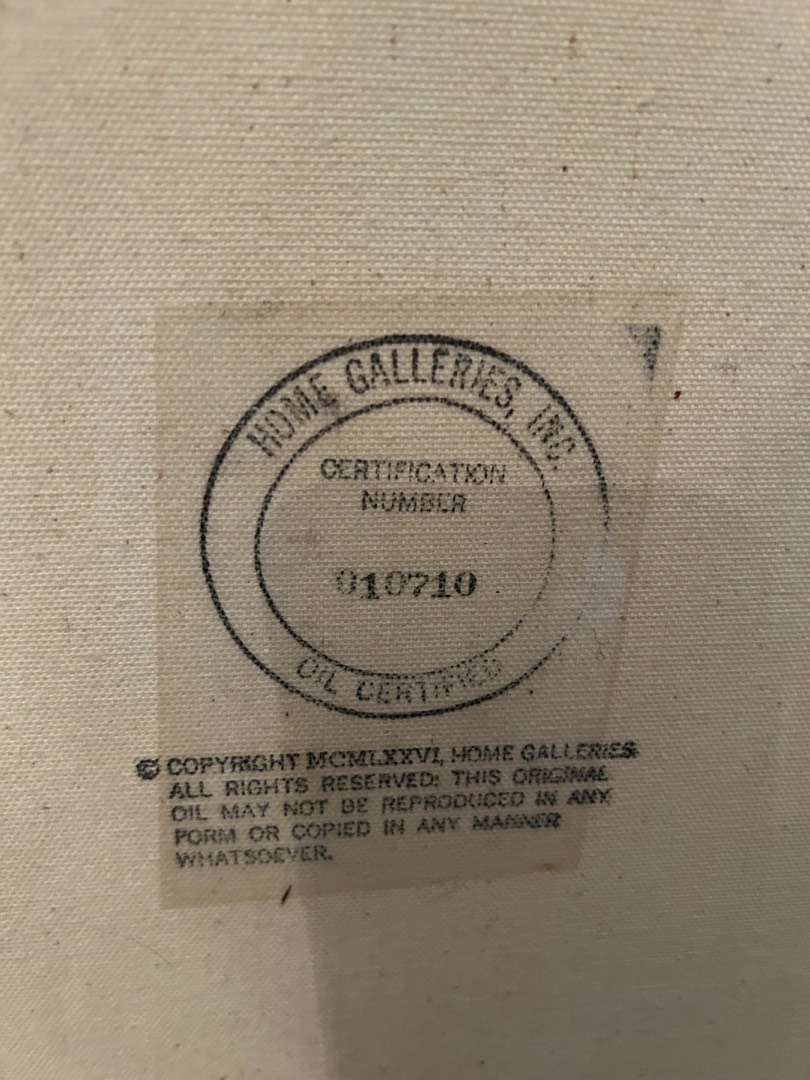 HOME GALLERIES, INC.
CERTIFICATION
NUMBER
010710
OIL CERTIFIED
© COPYRIGHT MCMLXXVI, HOME GALLERIES
ALL RIGHTS RESERVED: THIS ORIGINAL
OIL MAY NOT BE REPRODUCED IN ANY
FORM OR COPIED IN ANY MANNER
WHATSOEVER.